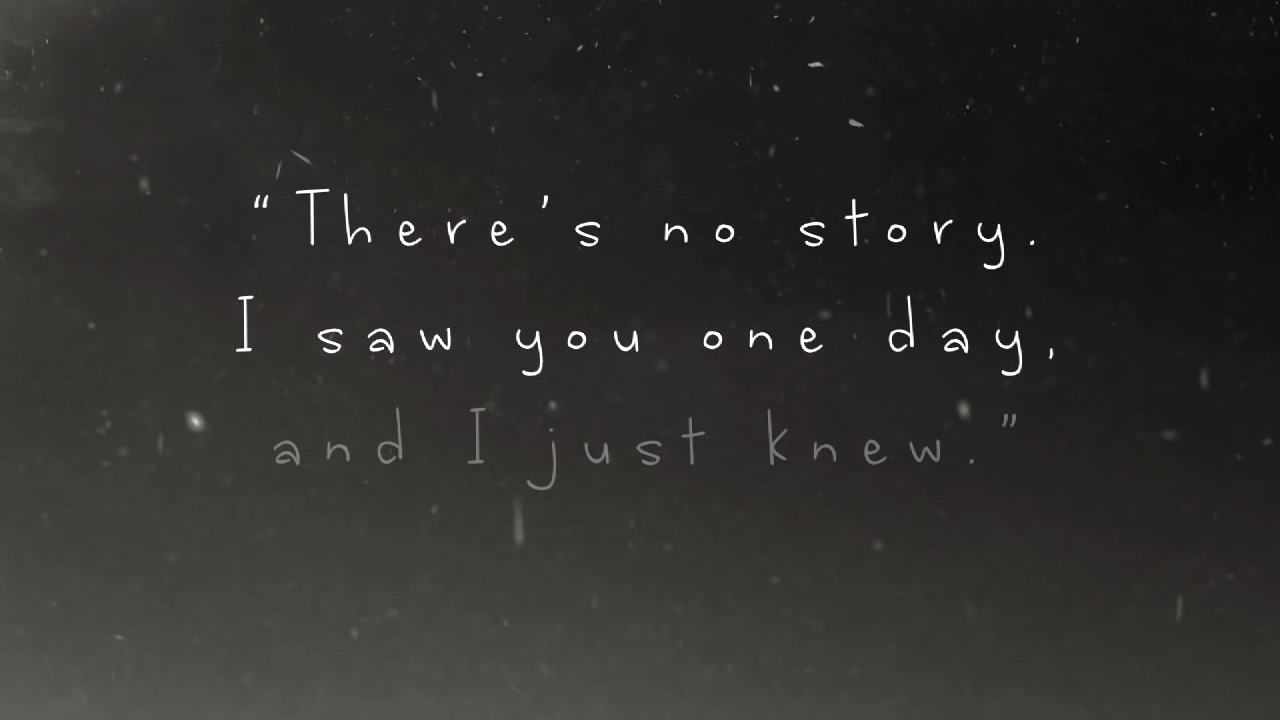 “There’s no story.
I saw you one day,
and I just knew.”